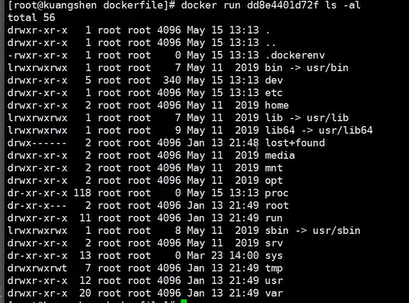 [root@kuangshen dockerfile]# docker run dd8e4401d72f ls -al
total 56
drwxr-xr-x   1 root root 4096 May 15 13:13 .
drwxr-xr-x   1 root root 4096 May 15 13:13 ..
-rwxr-xr-x   1 root root    0 May 15 13:13 .dockerenv
lrwxrwxrwx   1 root root    7 May 11  2019 bin -> usr/bin
drwxr-xr-x   5 root root  340 May 15 13:13 dev
drwxr-xr-x   1 root root 4096 May 15 13:13 etc
drwxr-xr-x   2 root root 4096 May 11  2019 home
lrwxrwxrwx   1 root root    7 May 11  2019 lib -> usr/lib
lrwxrwxrwx   1 root root    9 May 11  2019 lib64 -> usr/lib64
drwx------   2 root root 4096 Jan 13 21:48 lost+found
drwxr-xr-x   2 root root 4096 May 11  2019 media
drwxr-xr-x   2 root root 4096 May 11  2019 mnt
drwxr-xr-x   2 root root 4096 May 11  2019 opt
dr-xr-xr-x 118 root root    0 May 15 13:13 proc
dr-xr-x---   2 root root 4096 Jan 13 21:49 root
drwxr-xr-x  11 root root 4096 Jan 13 21:49 run
lrwxrwxrwx   1 root root    8 May 11  2019 sbin -> usr/sbin
drwxr-xr-x   2 root root 4096 May 11  2019 srv
dr-xr-xr-x  13 root root    0 Mar 23 14:00 sys
drwxrwxrwt   7 root root 4096 Jan 13 21:49 tmp
drwxr-xr-x  12 root root 4096 Jan 13 21:49 usr
drwxr-xr-x  20 root root 4096 Jan 13 21:49 var